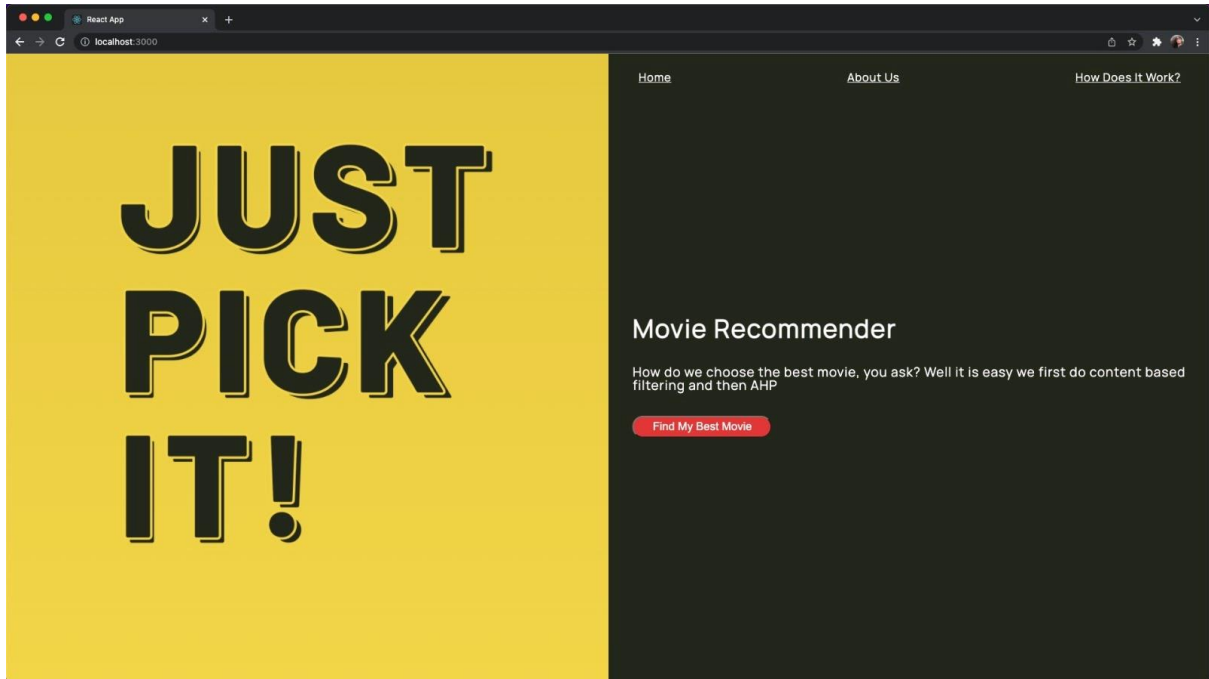 React App
localhost:3000
JUST
PICK
IT!
Home About Us How Does It Work?
Movie Recommender
How do we choose the best movie, you ask? Well it is easy we first do content based
filtering and then AHP
Find My Best Movie